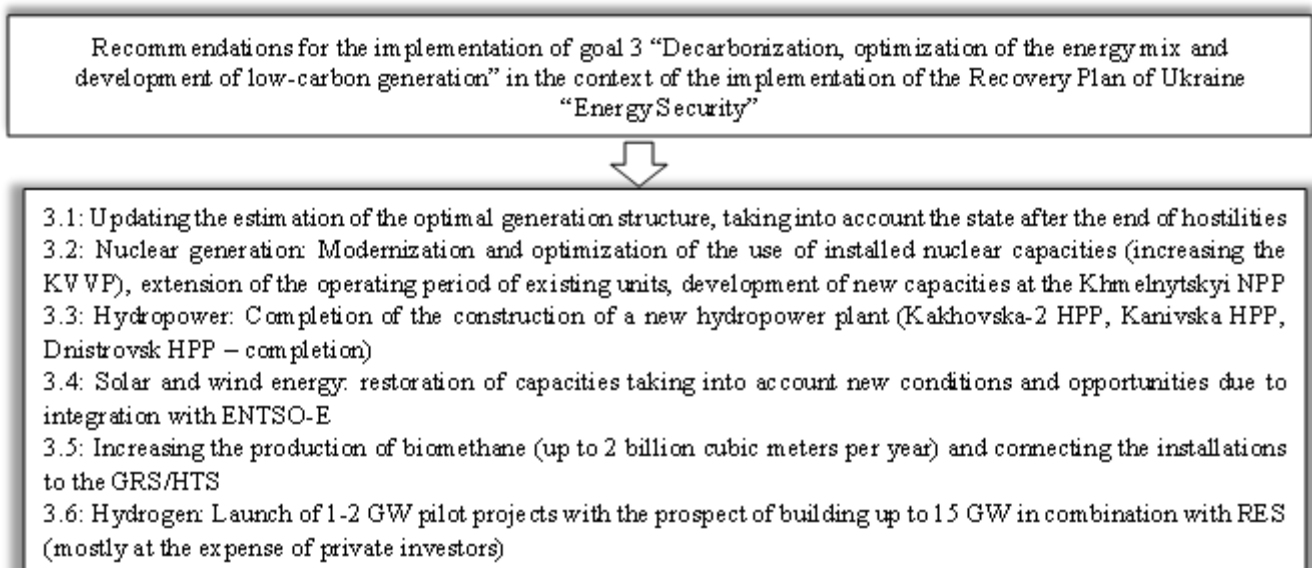 Recommendations for the implementation of goal 3 “Decarbonization, optimization of the energy mix and
development of low-carbon generation” in the context of the implementation of the Recovery Plan of Ukraine
“Energy Security”
3.1: Updating the estimation of the optimal generation structure, taking into account the state after the end of hostilities
3.2: Nuclear generation: Modernization and optimization of the use of installed nuclear capacities (increasing the
KVVP), extension of the operating period of existing units, development of new capacities at the Khmelnytskyi NPP
3.3: Hydropower: Completion of the construction of a new hydropower plant (Kakhovska-2 HPP, Kanivska HPP,
Dnistrovsk HPP – completion)
3.4: Solar and wind energy: restoration of capacities taking into account new conditions and opportunities due to
integration with ENTSO-E
3.5: Increasing the production of biomethane (up to 2 billion cubic meters per year) and connecting the installations
to the GRS/HTS
3.6: Hydrogen: Launch of 1-2 GW pilot projects with the prospect of building up to 15 GW in combination with RES
(mostly at the expense of private investors)